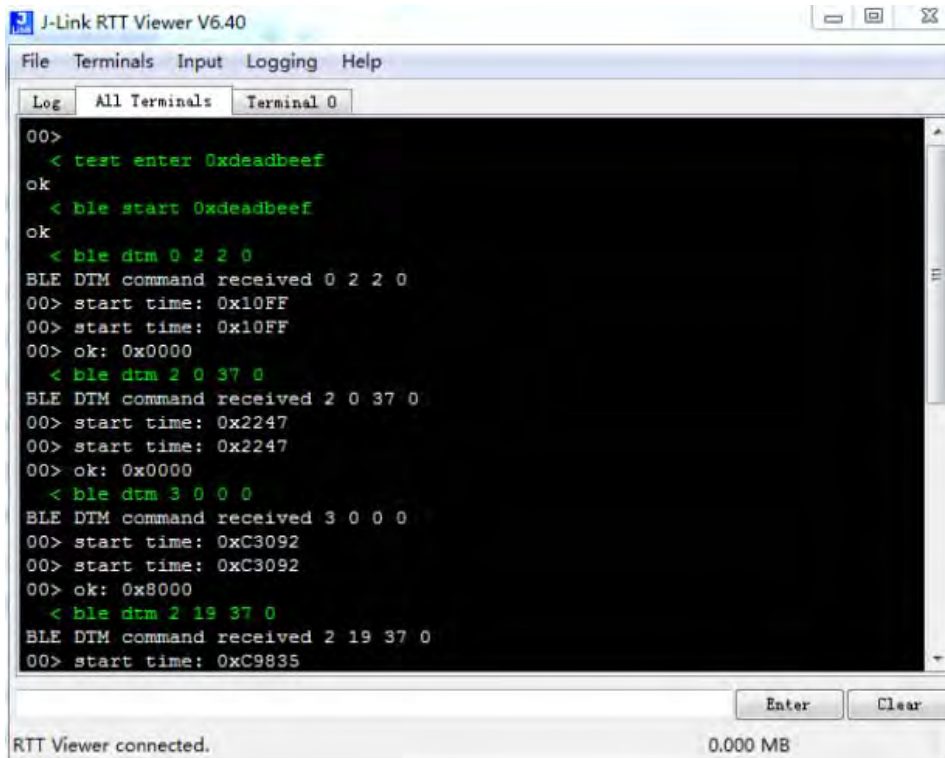 J-Link RTT Viewer V6.40
File Terminals Input Logging Help
Log All Terminals Terminal 0
00>
< test enter 0xdeadbeef
ok
< ble start 0xdeadbeef
ok
< ble dtm 0 2 2 0
BLE DTM command received 0 2 2 0
00> start time: 0x10FF
00> start time: 0x10FF
00> ok: 0x0000
< ble dtm 2 0 37 0
BLE DTM command received 2 0 37 0
00> start time: 0x2247
00> start time: 0x2247
00> ok: 0x0000
< ble dtm 3 0 0 0
BLE DTM command received 3 0 0 0
00> start time: 0xC3092
00> start time: 0xC3092
00> ok: 0x8000
< ble dtm 2 19 37 0
BLE DTM command received 2 19 37 0
00> start time: 0xC9835
Enter Clear
RTT Viewer connected. 0.000 MB